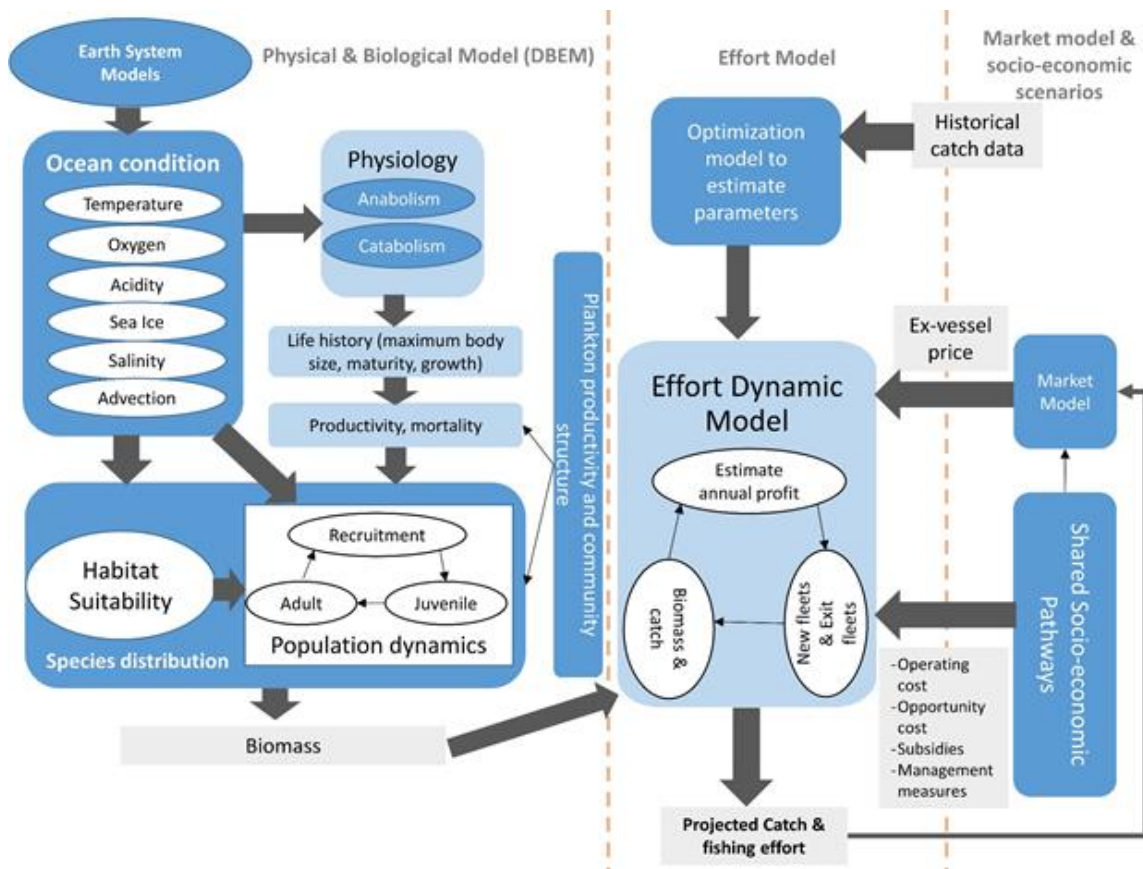 Earth System
Models
Physical & Biological Model (DBEM)
Ocean condition
Temperature
Oxygen
Acidity
Sea Ice
Salinity
Advection
Physiology
Anabolism
Catabolism
Life history (maximum body
size, maturity, growth)
Productivity, mortality
Plankton productivity and community
structure
Habitat
Suitability
Species distribution
Recruitment
Adult
Juvenile
Population dynamics
Biomass
Effort Model
Optimization
model to
estimate
parameters
Effort Dynamic
Model
Estimate
annual profit
Biomass &
catch
New fleets
& Exit
fleets
Projected Catch &
fishing effort
Market model &
socio-economic
scenarios
Historical
catch data
Ex-vessel
price
Market
Model
Shared Socio-economic
Pathways
-Operating
cost
-Opportunity
cost
-Subsidies
-Management
measures